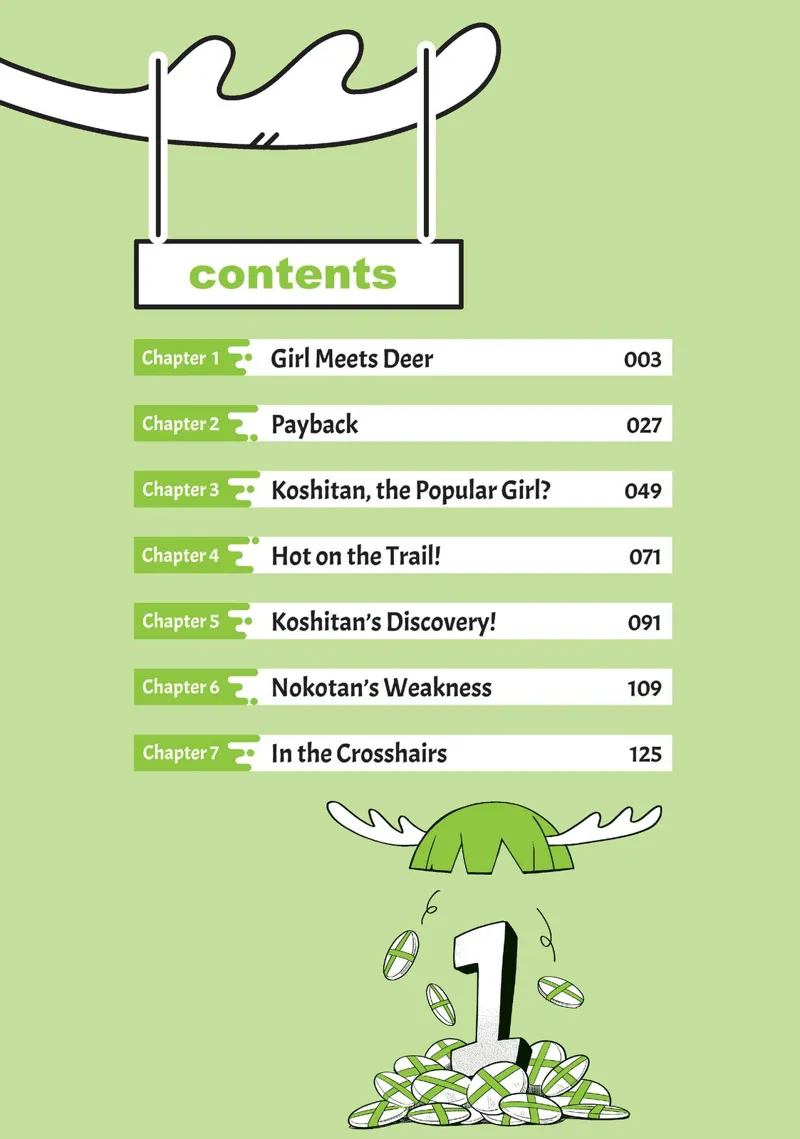 contents
Chapter 1 Girl Meets Deer 003
Chapter 2 Payback 027
Chapter 3 Koshitan, the Popular Girl? 049
Chapter 4 Hot on the Trail! 071
Chapter 5 Koshitan's Discovery! 091
Chapter 6 Nokotan's Weakness 109
Chapter 7 In the Crosshairs 125
1